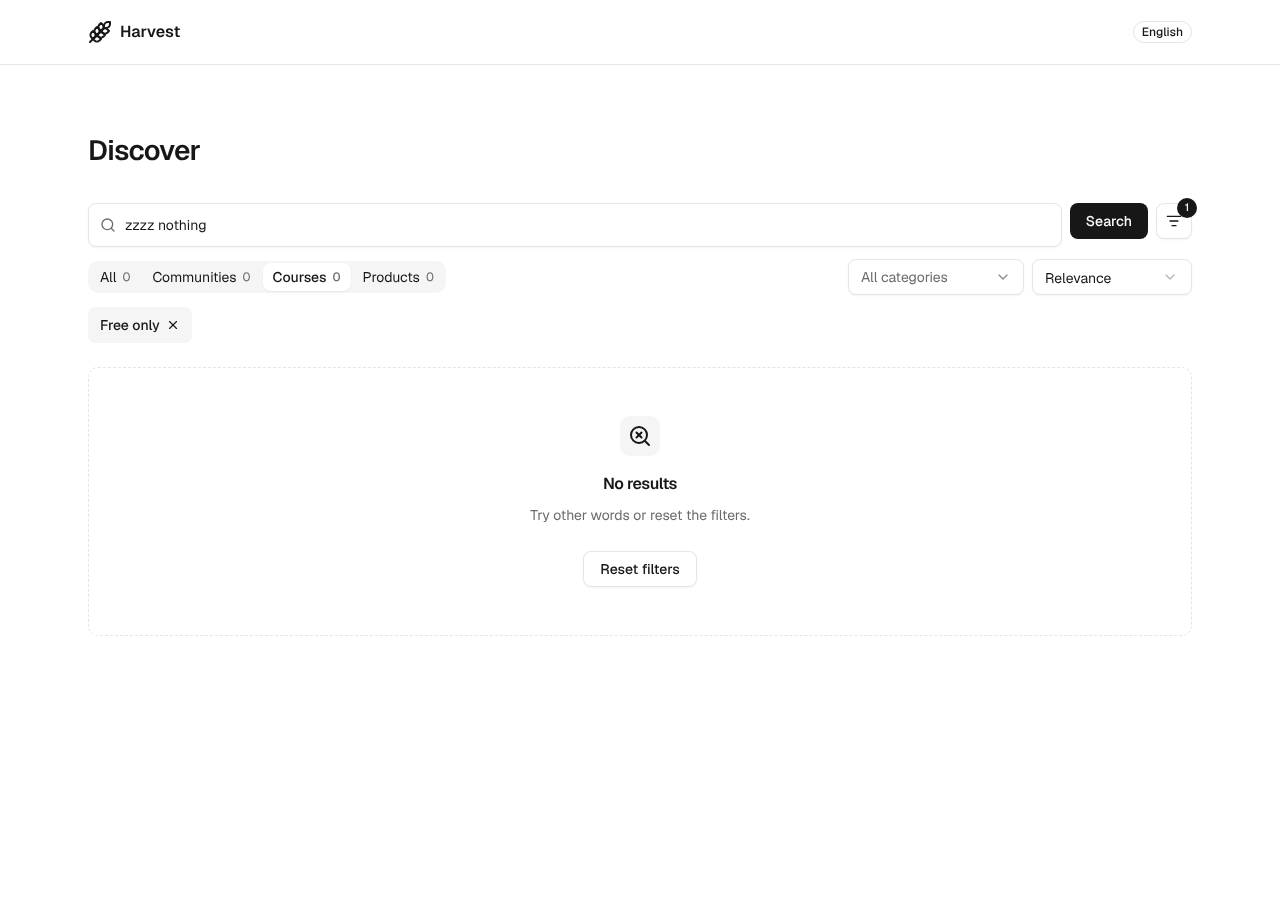 Harvest
English
Discover
zzzz nothing
Search
1
All 0 Communities 0 Courses 0 Products 0
All categories
Relevance
Free only
No results
Try other words or reset the filters.
Reset filters